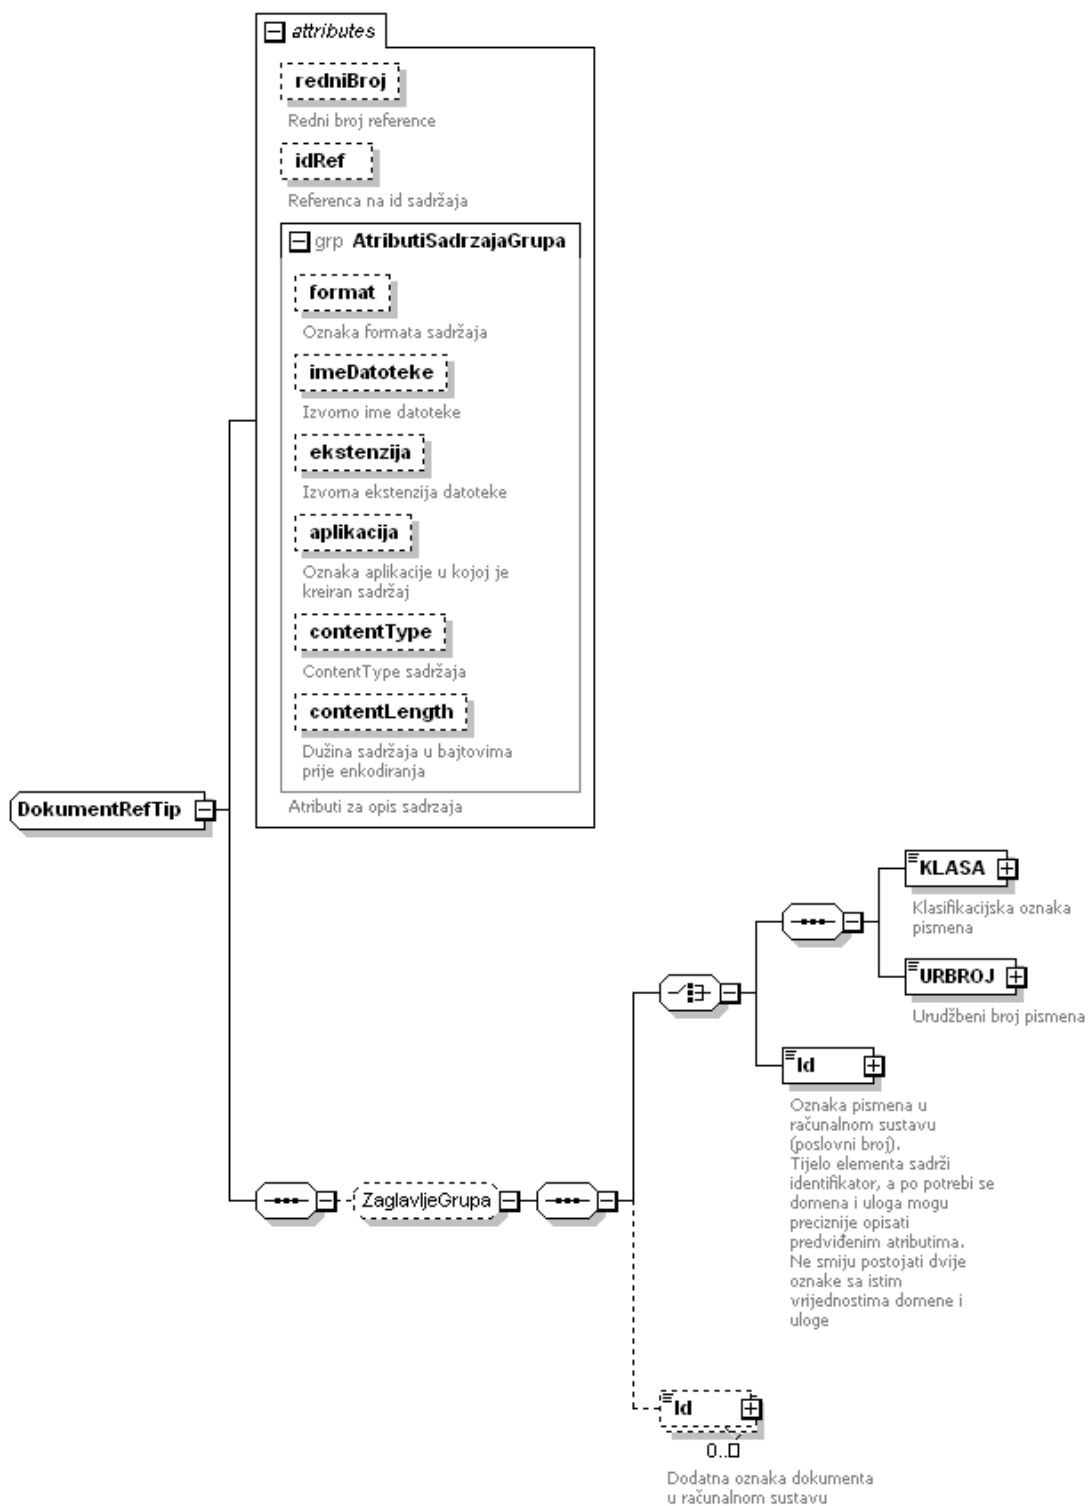 attributes
redniBroj
Redni broj reference
idRef
Referenca na id sadržaja
grp AtributiSadrzajaGrupa
format
Oznaka formata sadržaja
imeDatoteke
Izvorno ime datoteke
ekstenzija
Izvorna ekstenzija datoteke
aplikacija
Oznaka aplikacije u kojoj je
kreiran sadržaj
contentType
ContentType sadržaja
contentLength
Dužina sadržaja u bajtovima
prije enkodiranja
Atributi za opis sadrzaja
DokumentRefTip
KLASA
Klasifikacijska oznaka
pismena
URBROJ
Urudžbeni broj pismena
Id
Oznaka pismena u
računalnom sustavu
(poslovni broj).
Tijelo elementa sadrži
identifikator, a po potrebi se
domena i uloga mogu
preciznije opisati
predviđenim atributima.
Ne smiju postojati dvije
oznake sa istim
vrijednostima domene i
uloge
ZaglavljeGrupa
Id
0..□
Dodatna oznaka dokumenta
u računalnom sustavu